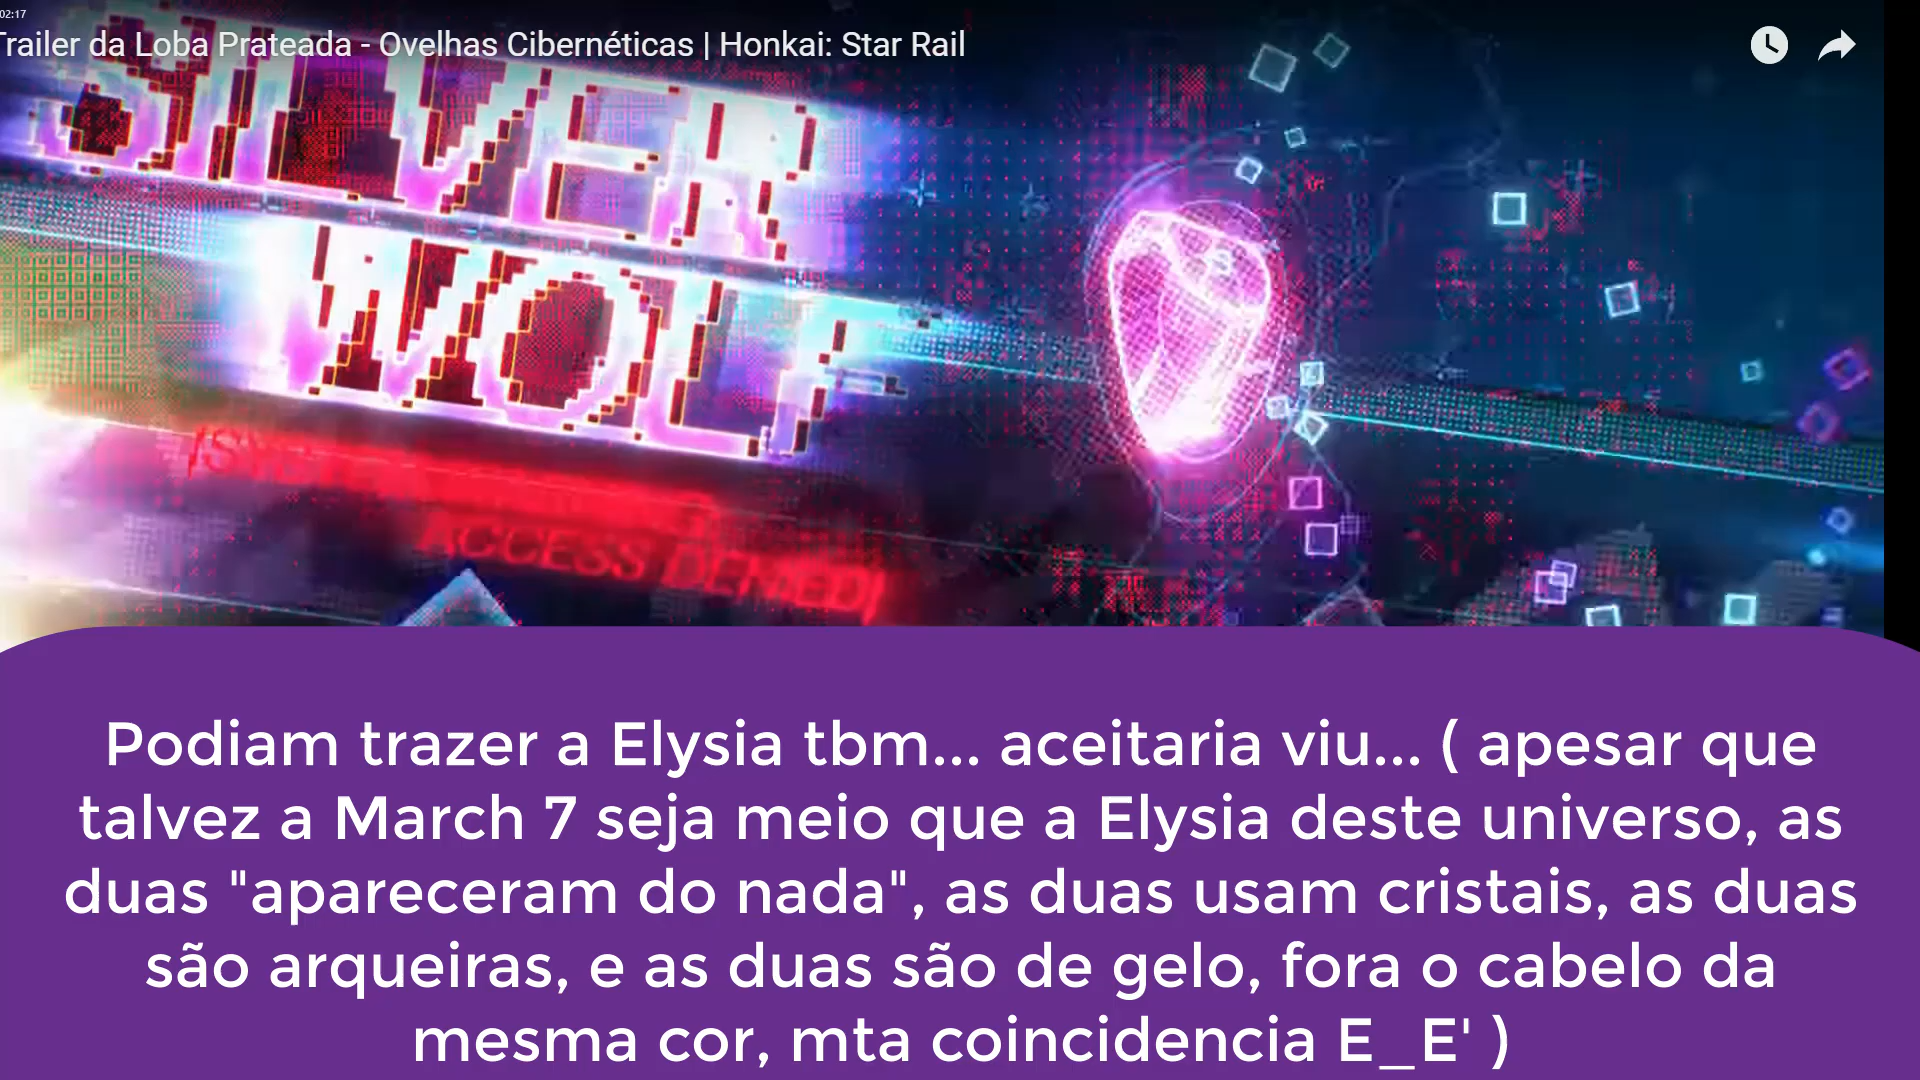 02:17
Trailer da Loba Prateada - Ovelhas Cibernéticas | Honkai: Star Rail
SILVER
WOLF
ACCESS DENIED!
Podiam trazer a Elysia tbm... aceitaria viu... ( apesar que
talvez a March 7 seja meio que a Elysia deste universo, as
duas "apareceram do nada", as duas usam cristais, as duas
são arqueiras, e as duas são de gelo, fora o cabelo da
mesma cor, mta coincidencia E_E' )